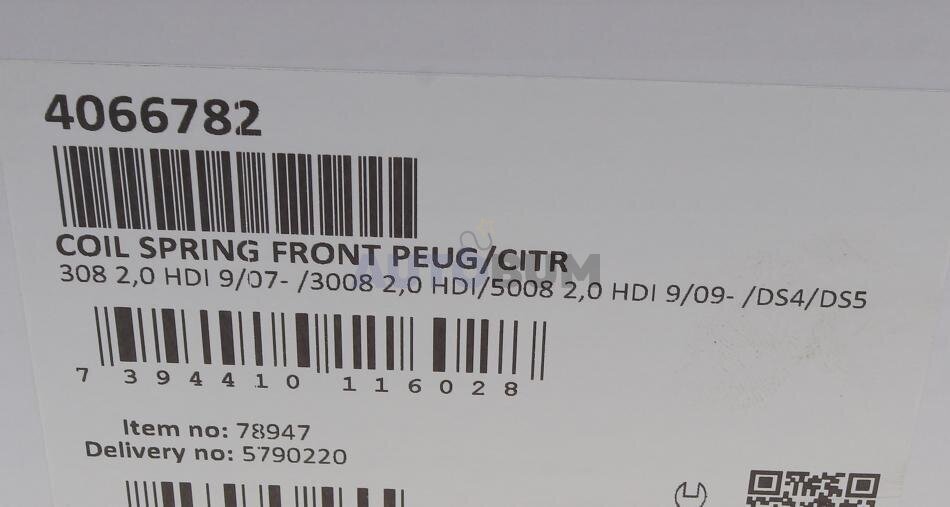 4066782
COIL SPRING FRONT PEUG/CITR
AUTOBUM
308 2,0 HDI 9/07- /3008 2,0 HDI/5008 2,0 HDI 9/09- /DS4/DS5
7 394410 116028
Item no: 78947
Delivery no: 5790220